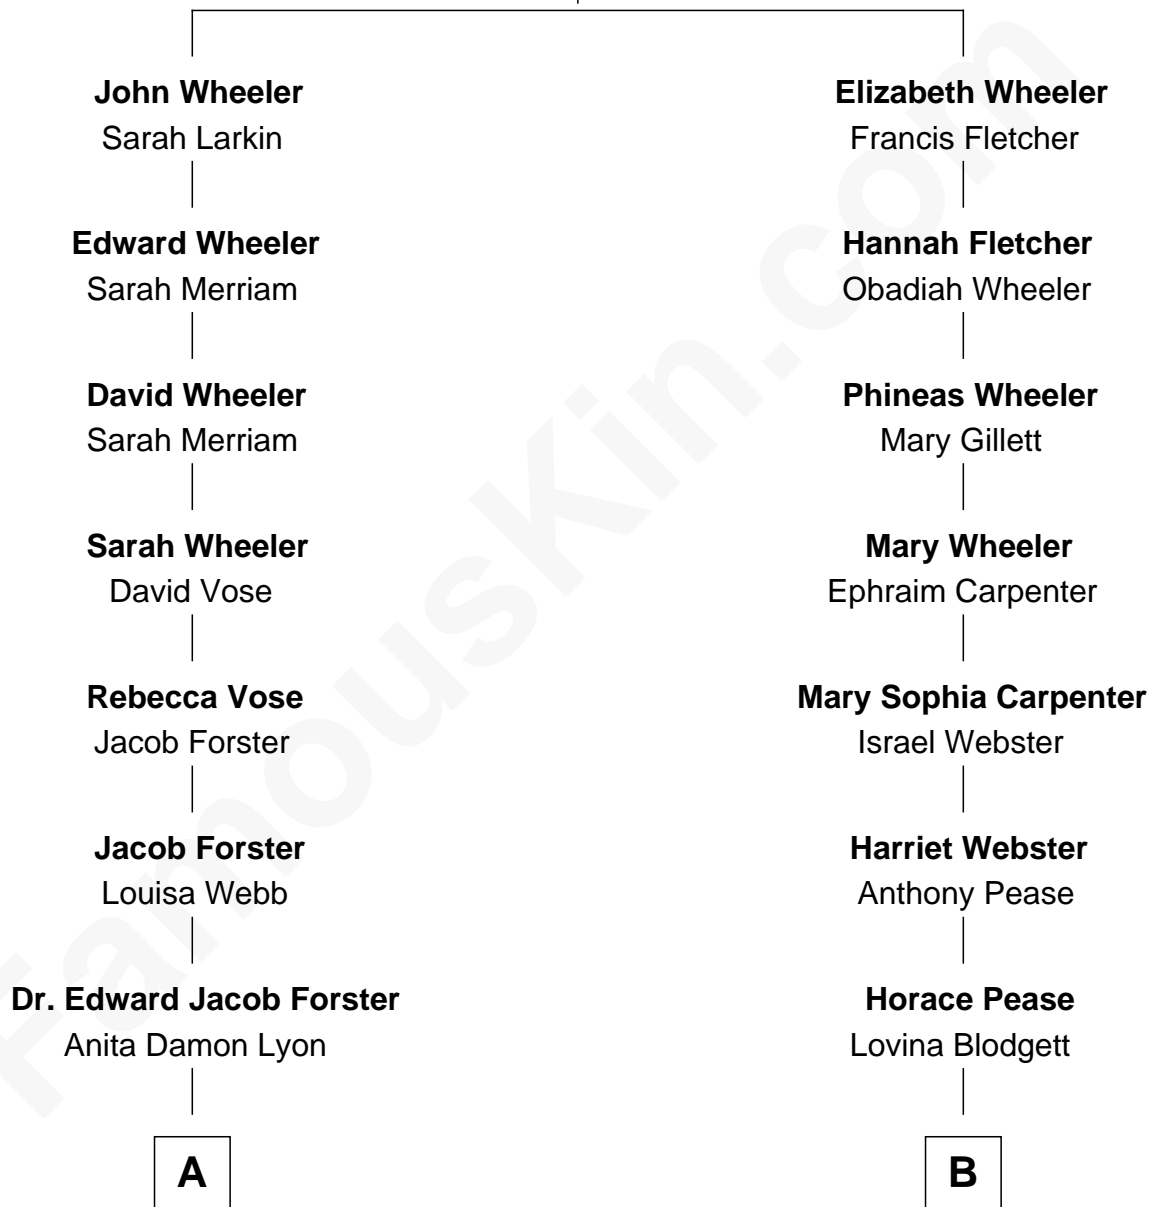 John Wheeler
Sarah Larkin
Edward Wheeler
Sarah Merriam
David Wheeler
Sarah Merriam
Sarah Wheeler
David Vose
Rebecca Vose
Jacob Forster
Jacob Forster
Louisa Webb
Dr. Edward Jacob Forster
Anita Damon Lyon
A
Elizabeth Wheeler
Francis Fletcher
Hannah Fletcher
Obadiah Wheeler
Phineas Wheeler
Mary Gillett
Mary Wheeler
Ephraim Carpenter
Mary Sophia Carpenter
Israel Webster
Harriet Webster
Anthony Pease
Horace Pease
Lovina Blodgett
B
FamousKin.com